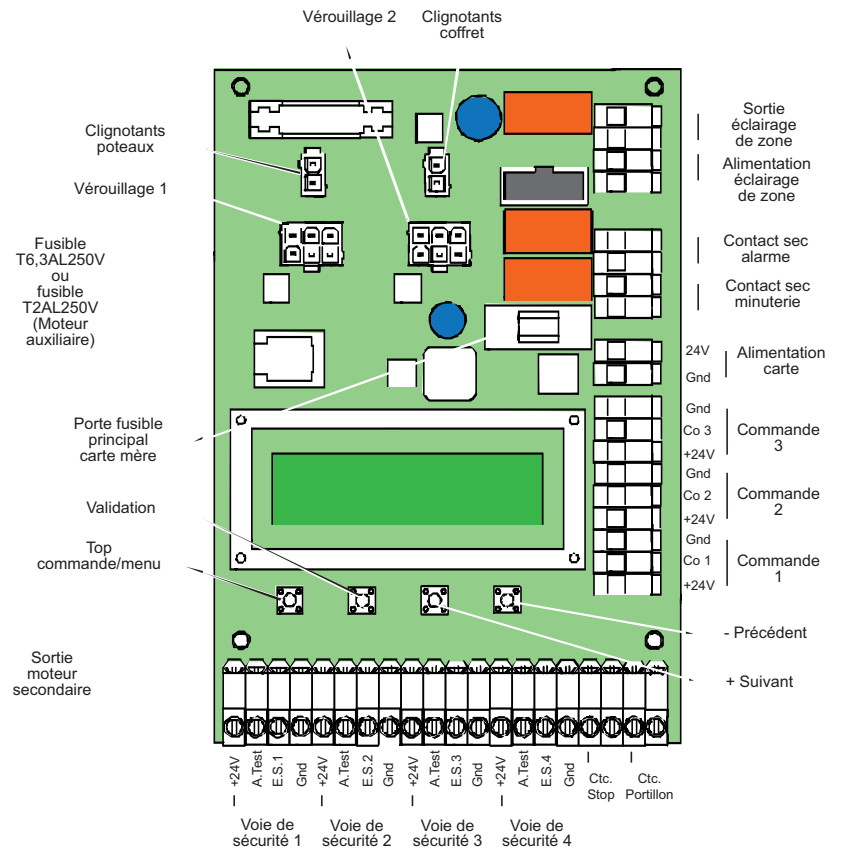 Vérouillage 2
Clignotants
coffret
Clignotants
poteaux
Vérouillage 1
Fusible
T6,3AL250V
ou
fusible
T2AL250V
(Moteur
auxiliaire)
Porte fusible
principal
carte mère
Validation
Top
commande/menu
Sortie
moteur
secondaire
Sortie
éclairage
de zone
Alimentation
éclairage
de zone
Contact sec
alarme
Contact sec
minuterie
24V
Gnd
Alimentation
carte
Gnd
Co 3
+24V
Commande
3
Gnd
Co 2
+24V
Commande
2
Gnd
Co 1
+24V
Commande
1
- Précédent
+ Suivant
+24V
A.Test
E.S.1
Gnd
+24V
A.Test
E.S.2
Gnd
+24V
A.Test
E.S.3
Gnd
+24V
A.Test
E.S.4
Gnd
Ctc.
Stop
Ctc.
Portillon
Voie de
sécurité 1
Voie de
sécurité 2
Voie de
sécurité 3
Voie de
sécurité 4